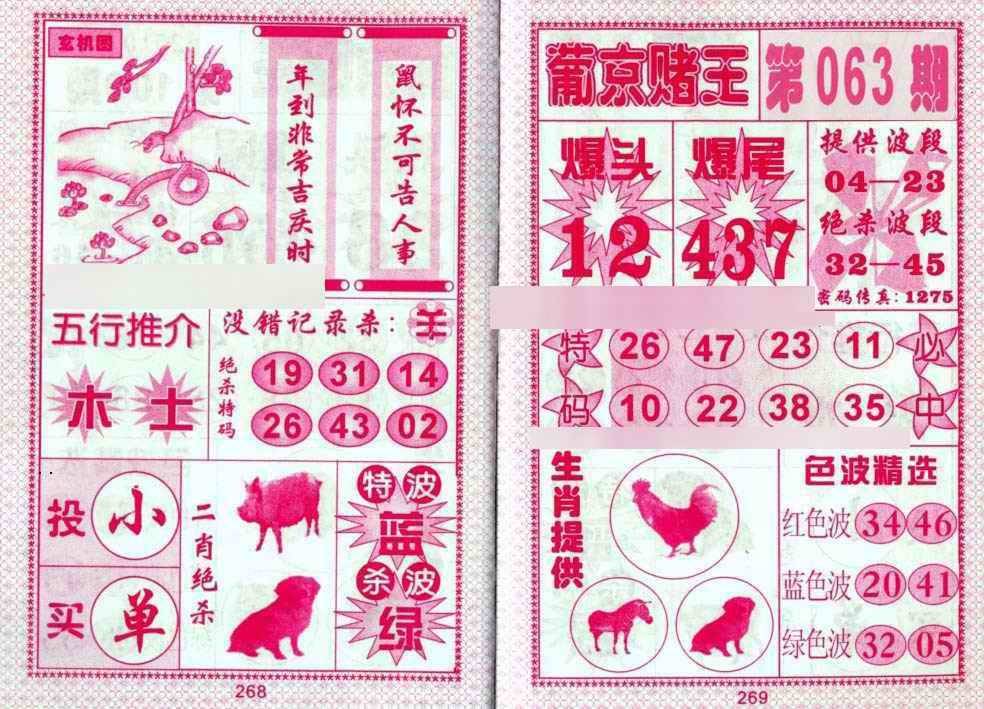 玄机图
鼠怀不可告人事
年到非常吉庆时
五行推介
木 土
没错记录杀:羊
绝杀特码
19 31 14
26 43 02
投 小
买 单
二肖绝杀
特波
蓝
杀波
绿
268
葡京赌王
第063期
爆头
12
爆尾
437
提供波段
04—23
绝杀波段
32—45
密码传真:1275
特码
26 47 23 11
10 22 38 35
必中
生肖提供
色波精选
红色波 34 46
蓝色波 20 41
绿色波 32 05
269